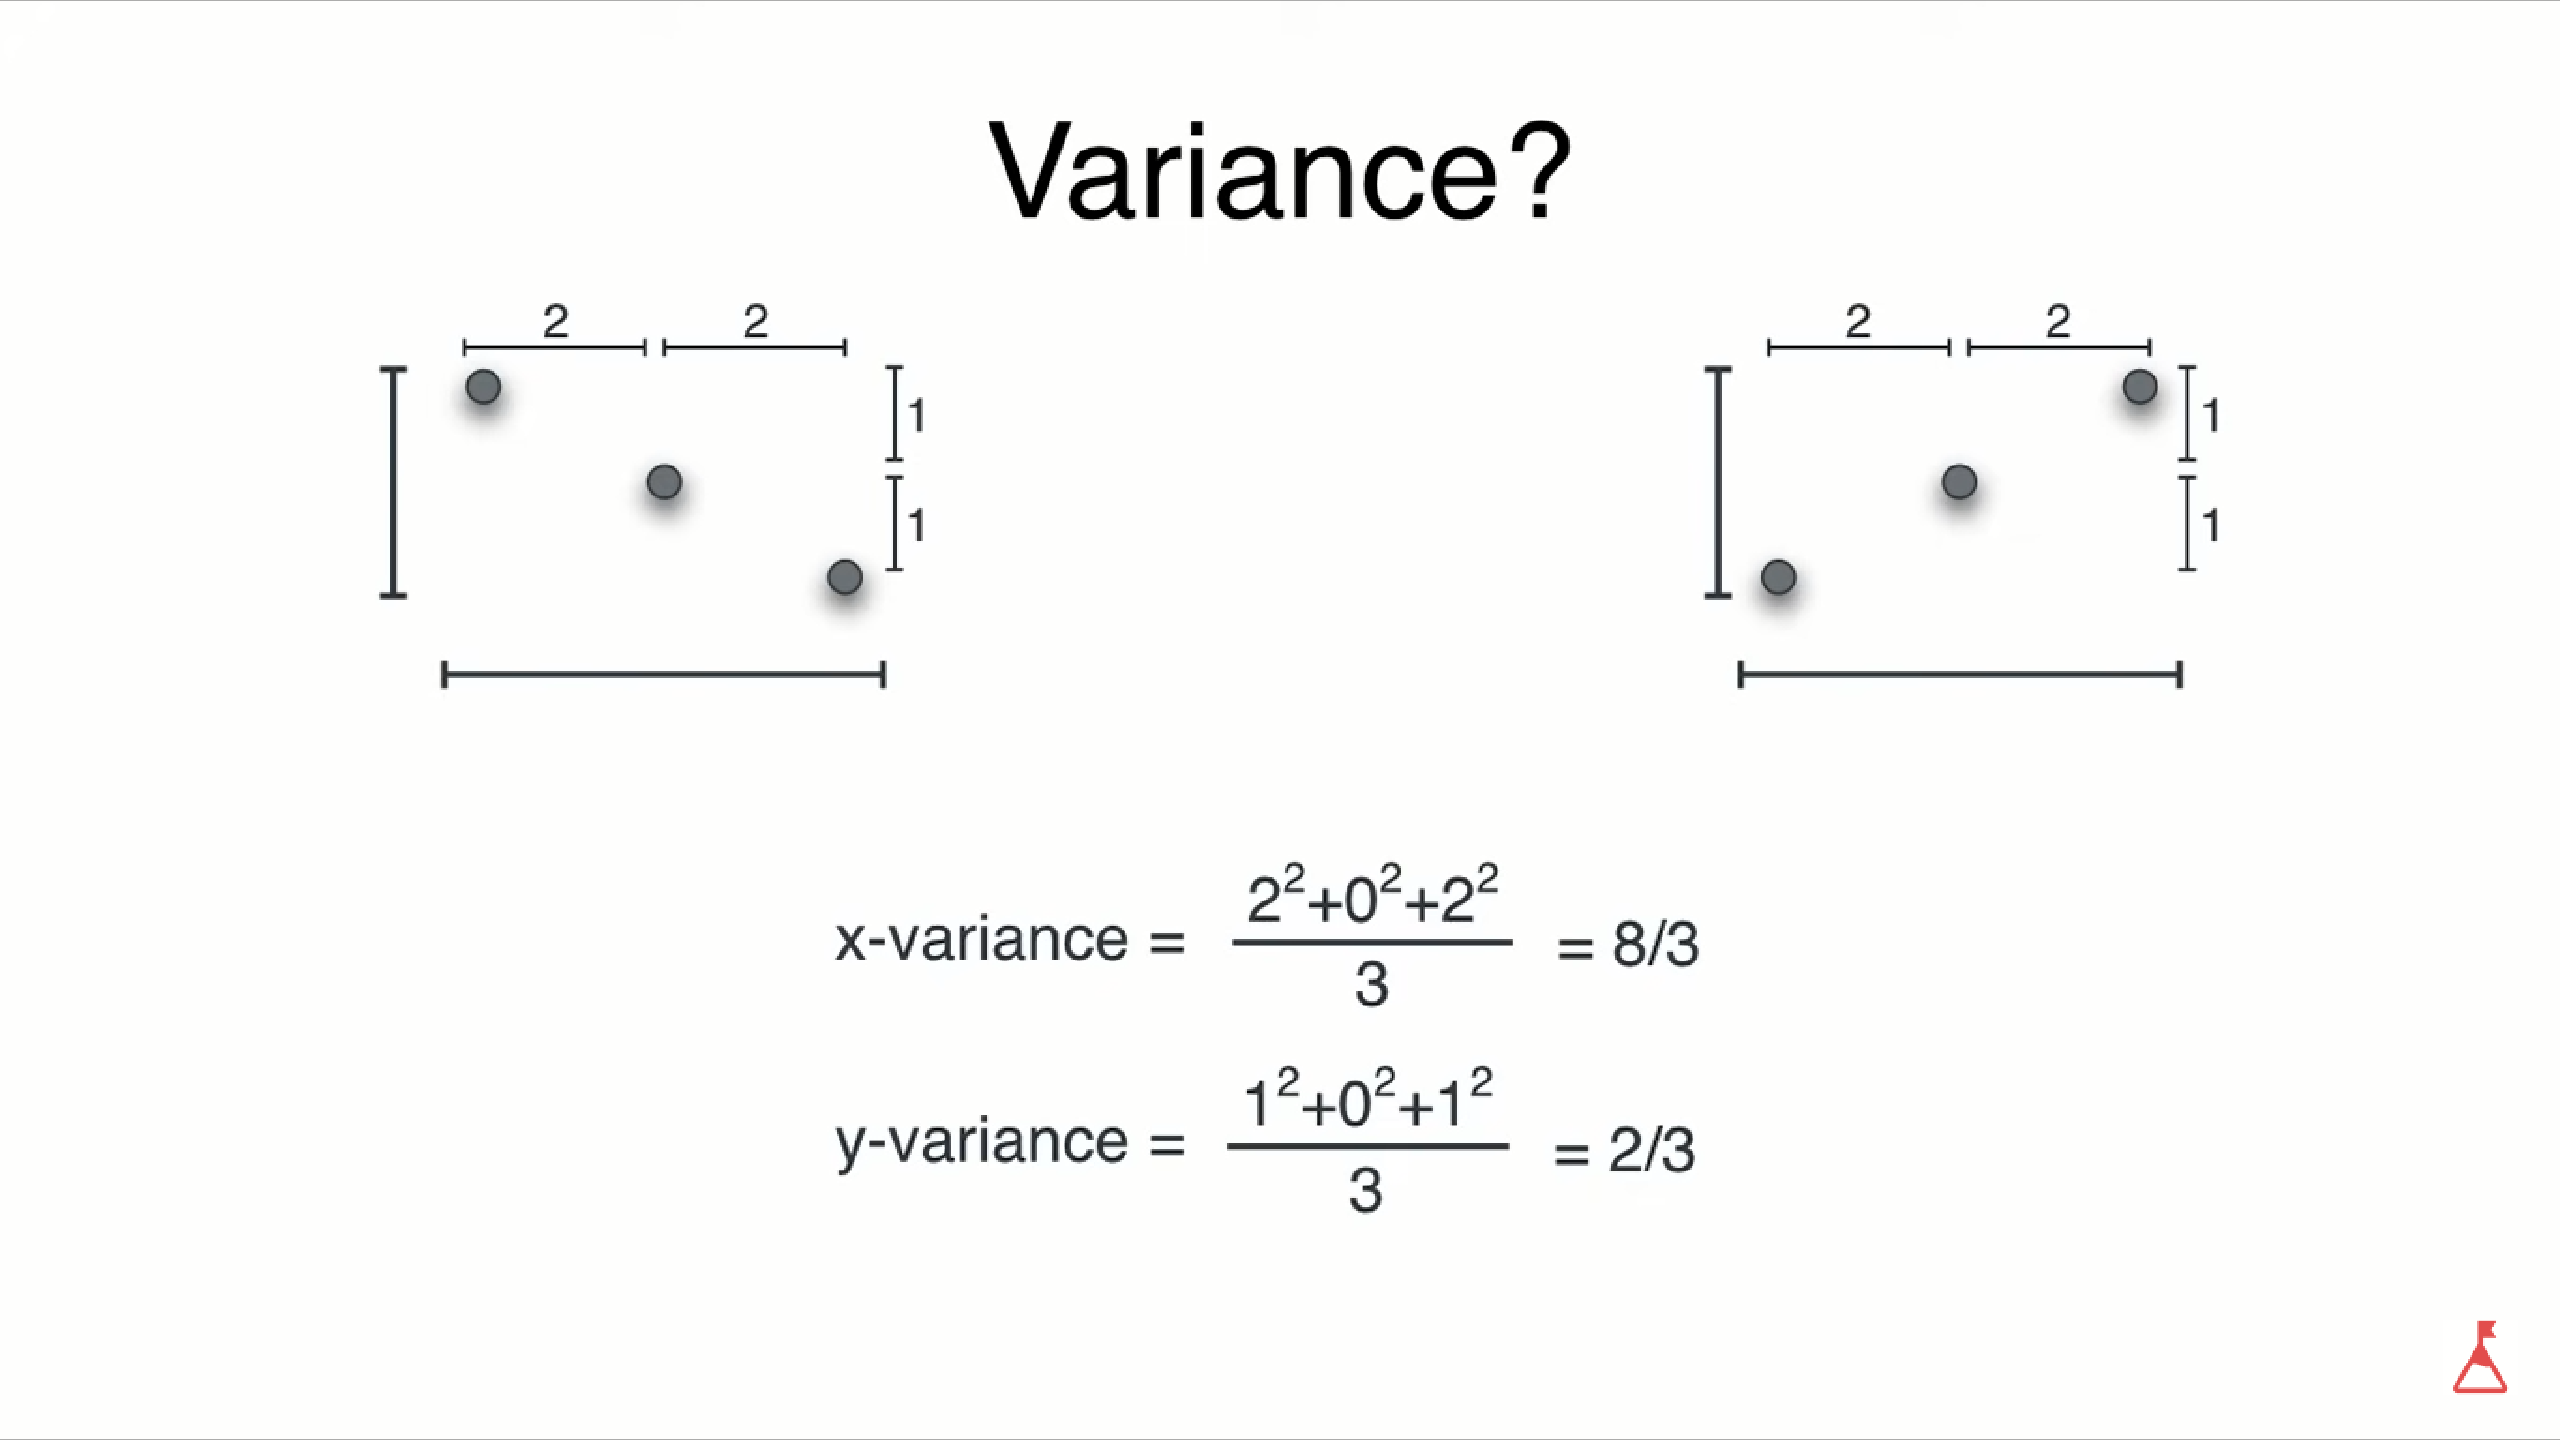 Variance?
2 2 2 2
1 1
1 1
x-variance = 2²+0²+2² / 3 = 8/3
y-variance = 1²+0²+1² / 3 = 2/3